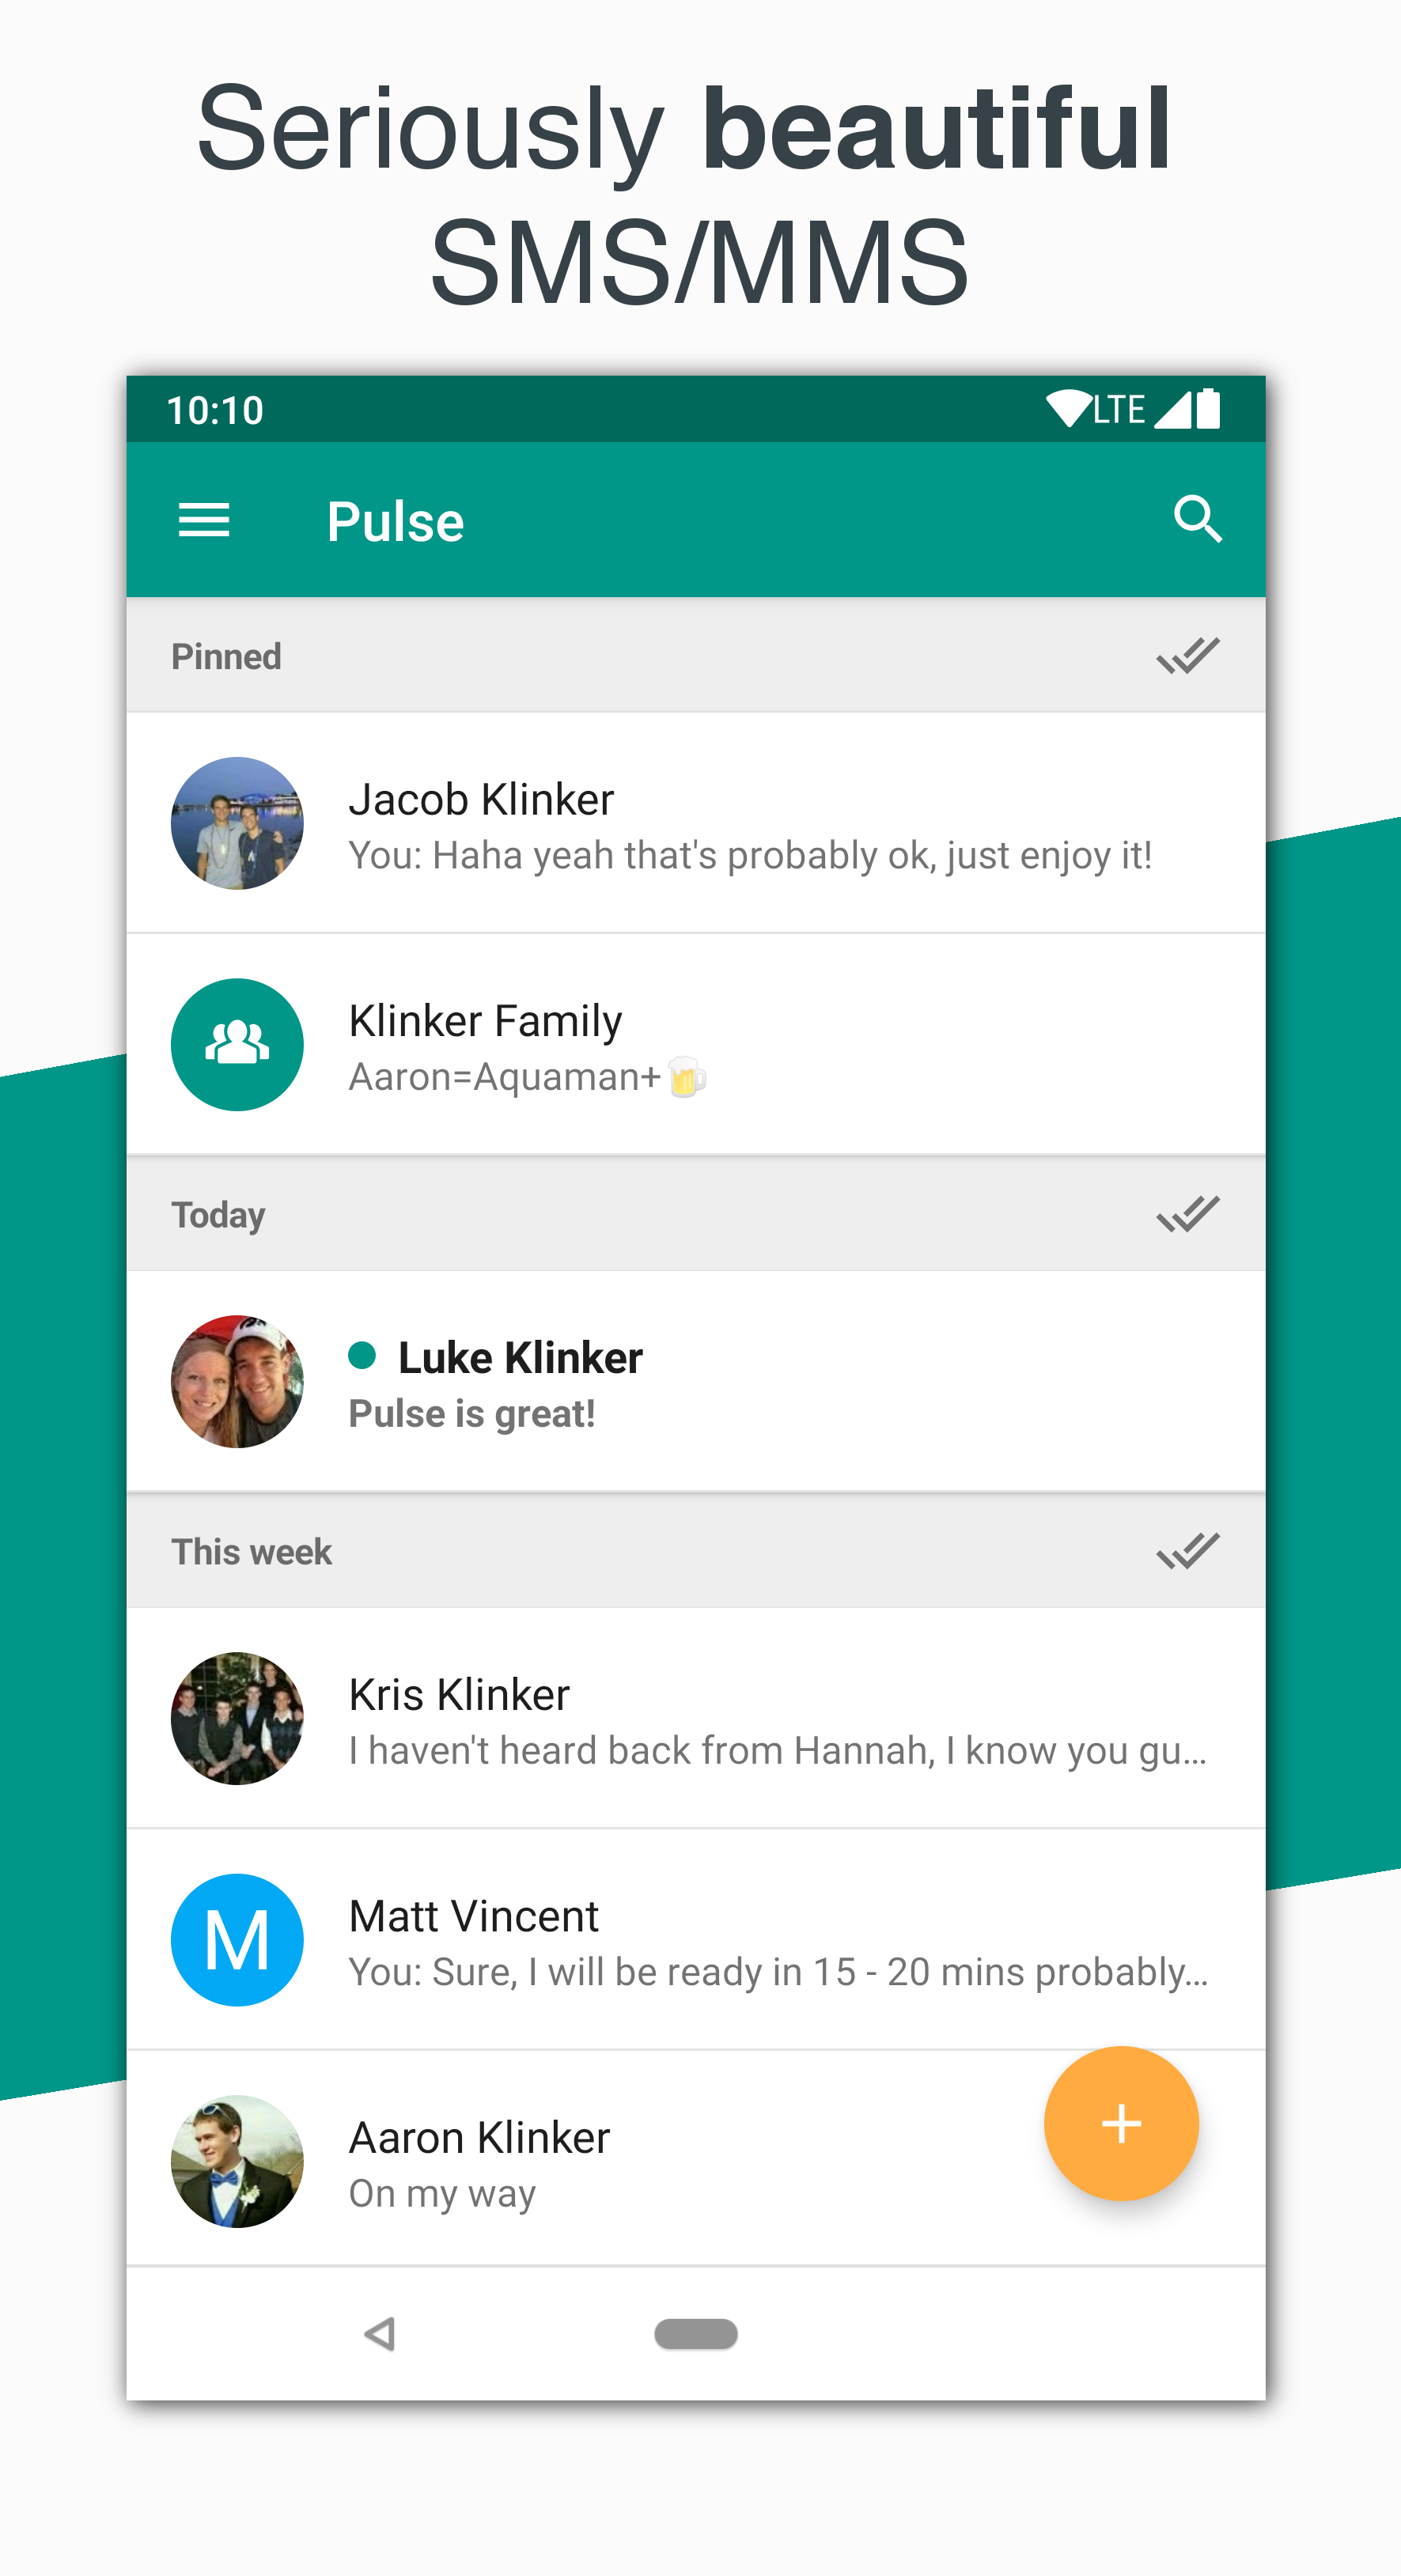 Seriously beautiful
SMS/MMS
10:10 LTE
Pulse
Pinned
Jacob Klinker
You: Haha yeah that's probably ok, just enjoy it!
Klinker Family
Aaron=Aquaman+🍺
Today
Luke Klinker
Pulse is great!
This week
Kris Klinker
I haven't heard back from Hannah, I know you gu...
M
Matt Vincent
You: Sure, I will be ready in 15 - 20 mins probably...
Aaron Klinker
On my way